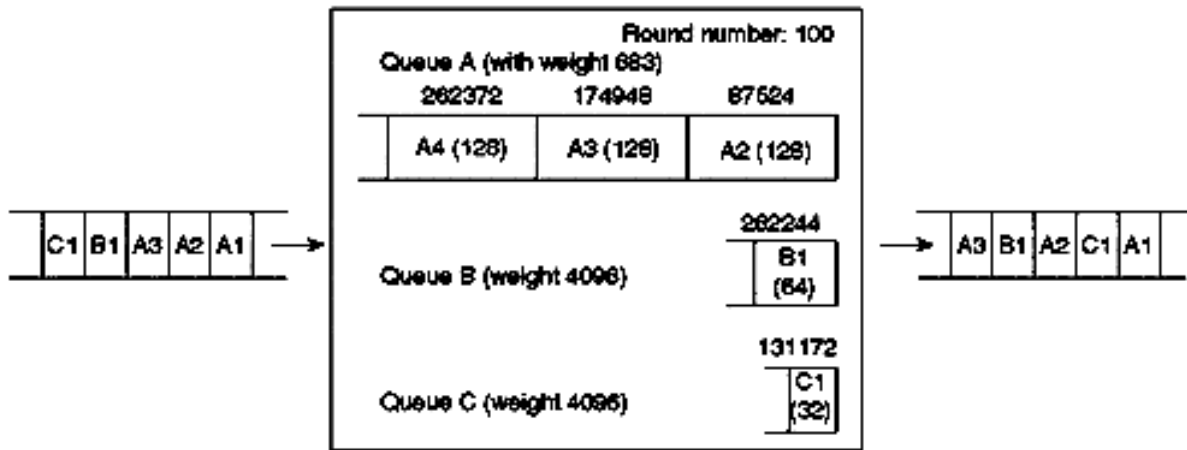 Round number: 100
Queue A (with weight 683)
262372 174948 87524
A4 (128) A3 (128) A2 (128)
C1 B1 A3 A2 A1
262244
B1
(64)
Queue B (weight 4096)
A3 B1 A2 C1 A1
131172
C1
(32)
Queue C (weight 4096)